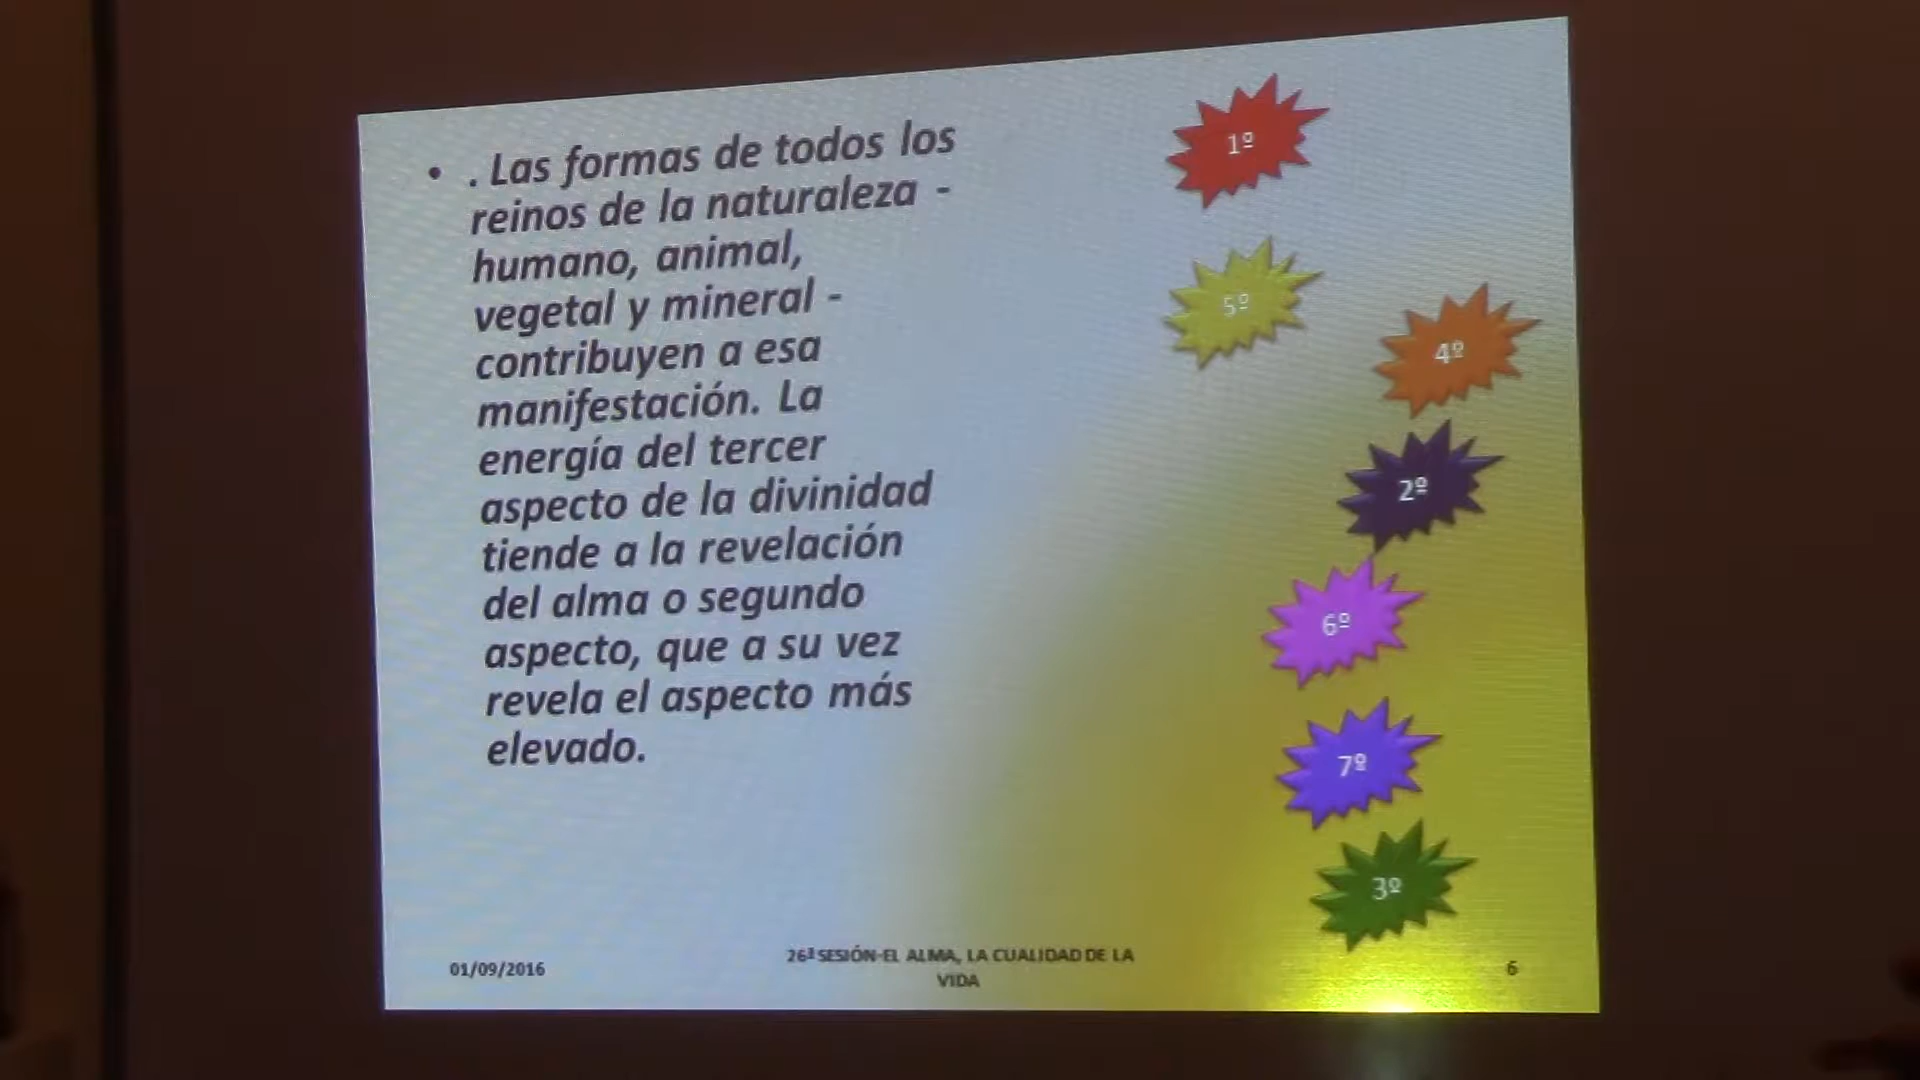 • . Las formas de todos los
reinos de la naturaleza -
humano, animal,
vegetal y mineral -
contribuyen a esa
manifestación. La
energía del tercer
aspecto de la divinidad
tiende a la revelación
del alma o segundo
aspecto, que a su vez
revela el aspecto más
elevado.
1º
5º
4º
2º
6º
7º
3º
01/09/2016
26ª SESIÓN-EL ALMA, LA CUALIDAD DE LA
VIDA
6